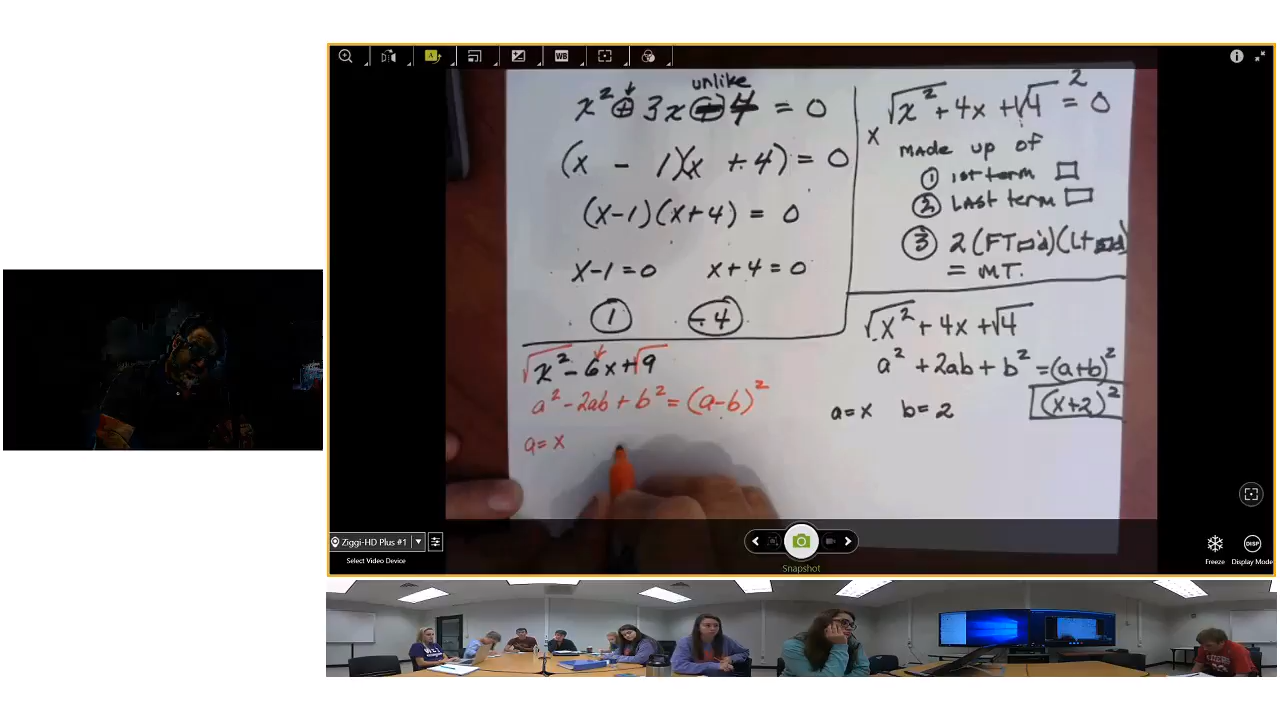 unlike
x² + 3x + 4 = 0
(x - 1)(x + 4) = 0
(x-1)(x+4) = 0
x-1=0 x+4=0
1 -4
√x² - 6x + √9
a² - 2ab + b² = (a-b)²
a = x
√x² + 4x + √4 = 0
x 2
MADE up of
① 1st term □
② LAST term □
③ 2(FT□'d)(Lt□'d)
= MT.
√x² + 4x + √4
a² + 2ab + b² = (a+b)²
a=x b=2 (x+2)²
WB
Ziggi-HD Plus #1
Select Video Device
Snapshot
Freeze
DISP
Display Mode